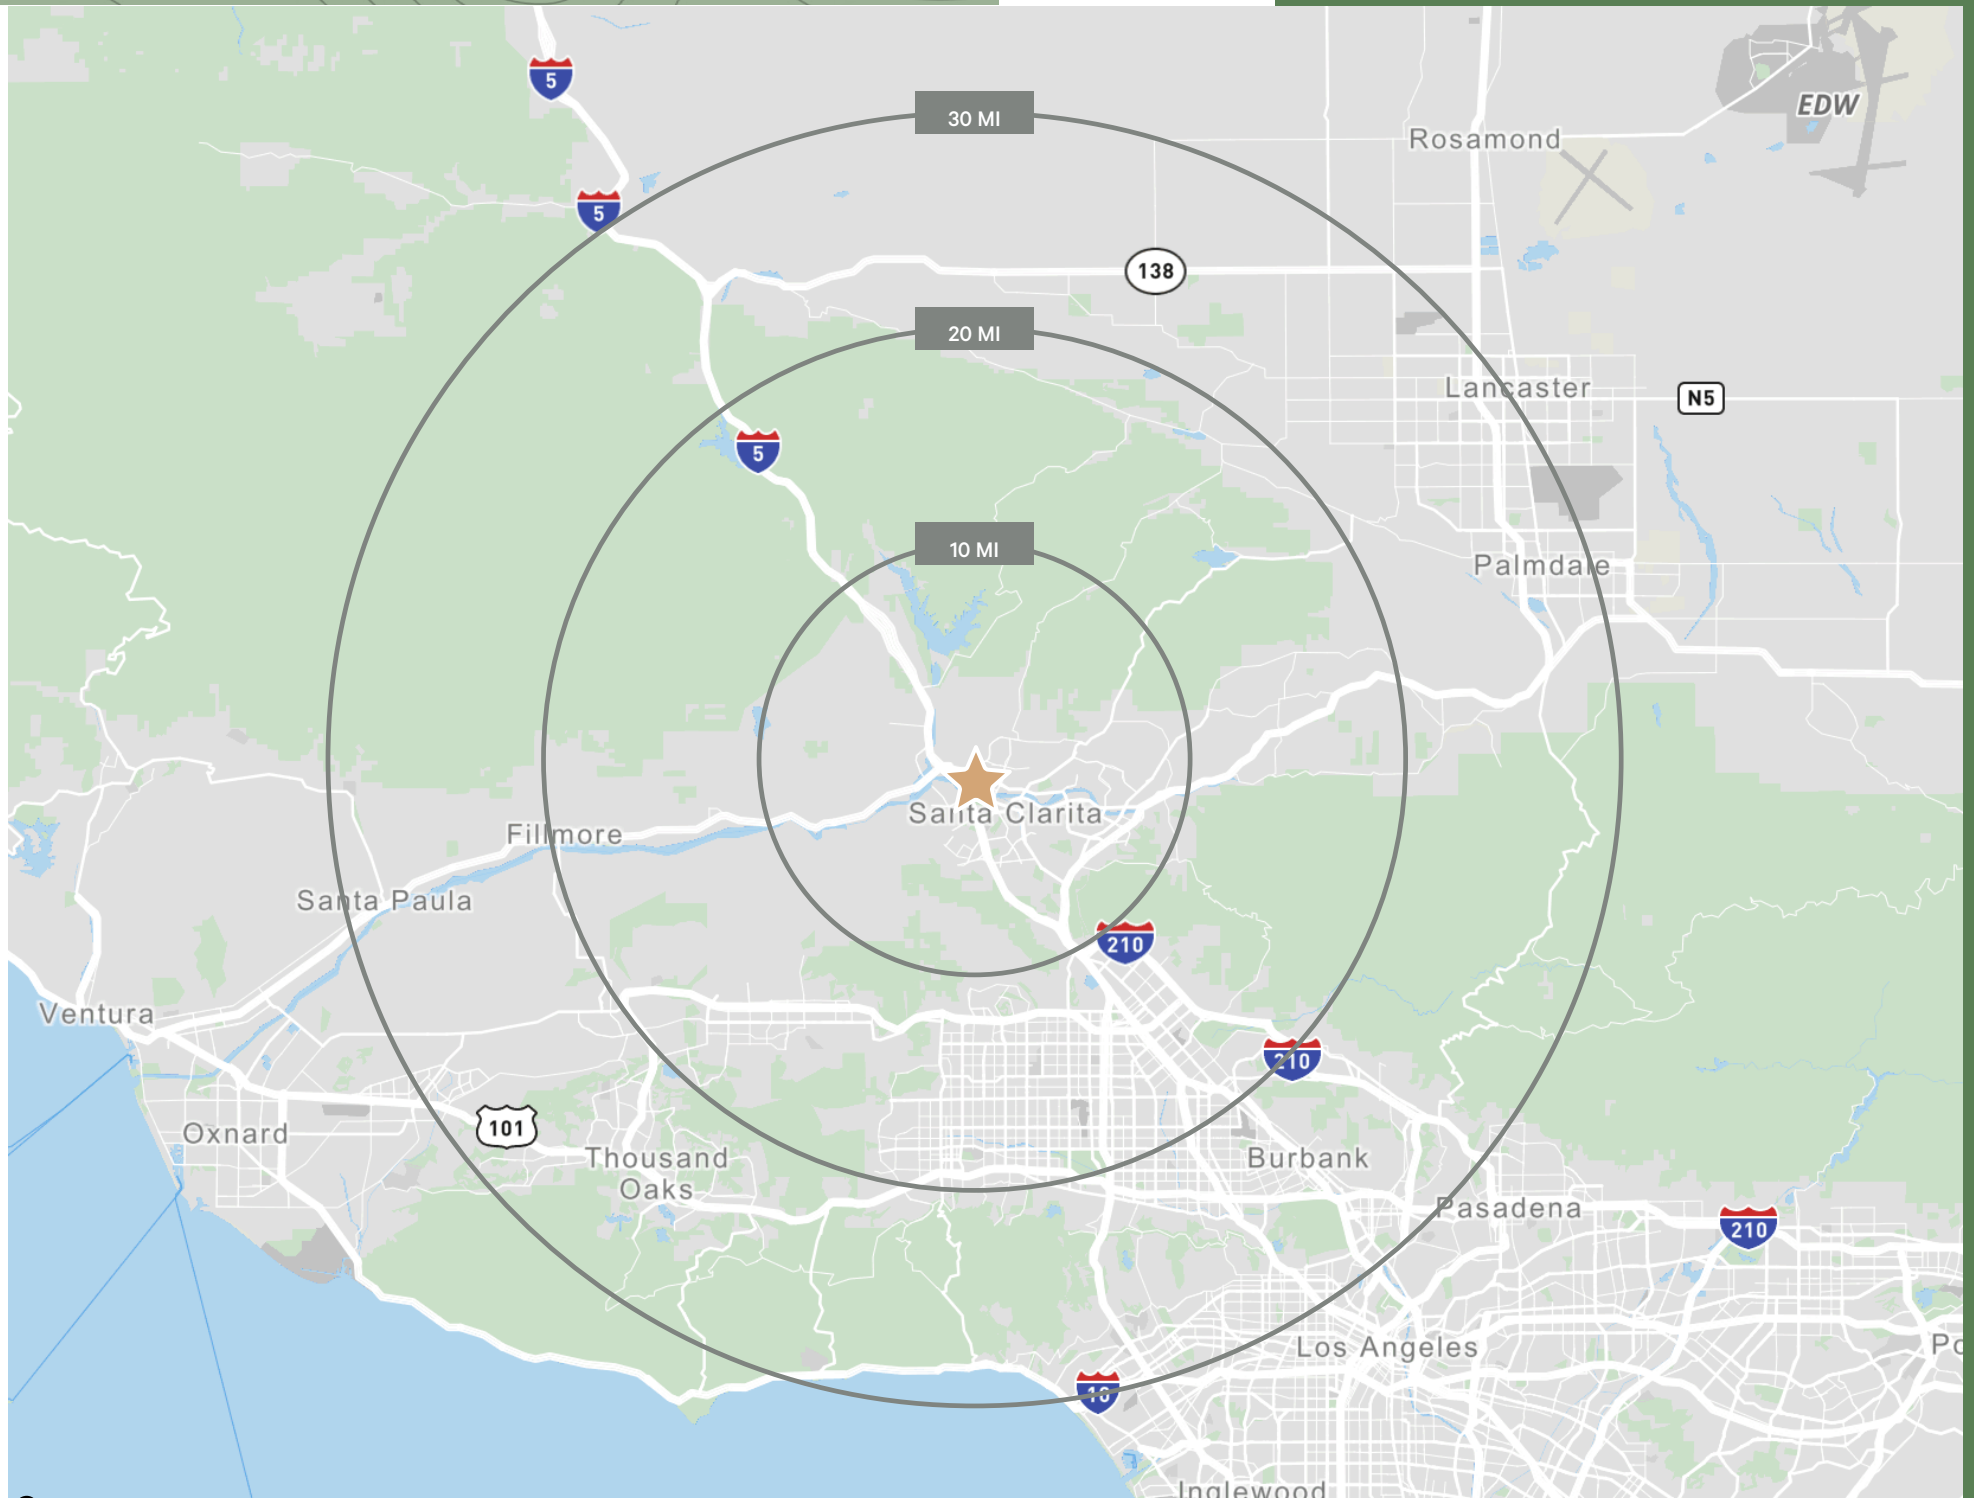 5
30 MI
EDW
Rosamond
5
138
20 MI
Lancaster
N5
5
10 MI
Palmdale
Santa Clarita
Fillmore
Santa Paula
210
Ventura
210
101
Oxnard
Thousand
Oaks
Burbank
Pasadena
210
Los Angeles
Po
10
Inglewood